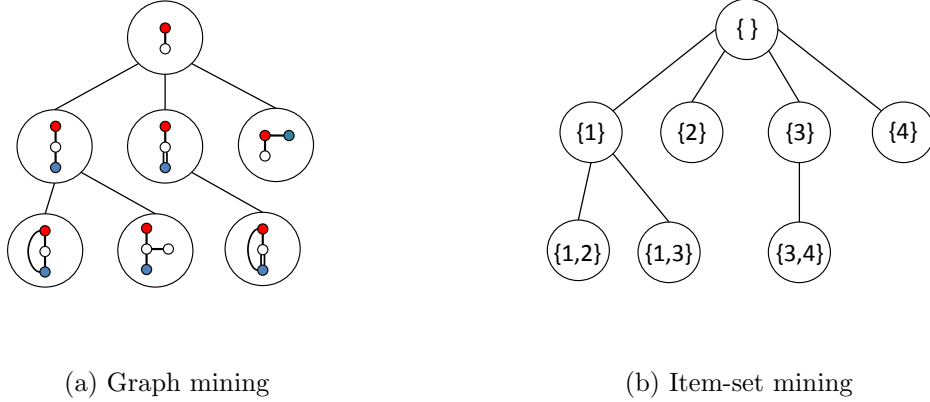 { }
{1} {2} {3} {4}
{1,2} {1,3} {3,4}
(a) Graph mining
(b) Item-set mining